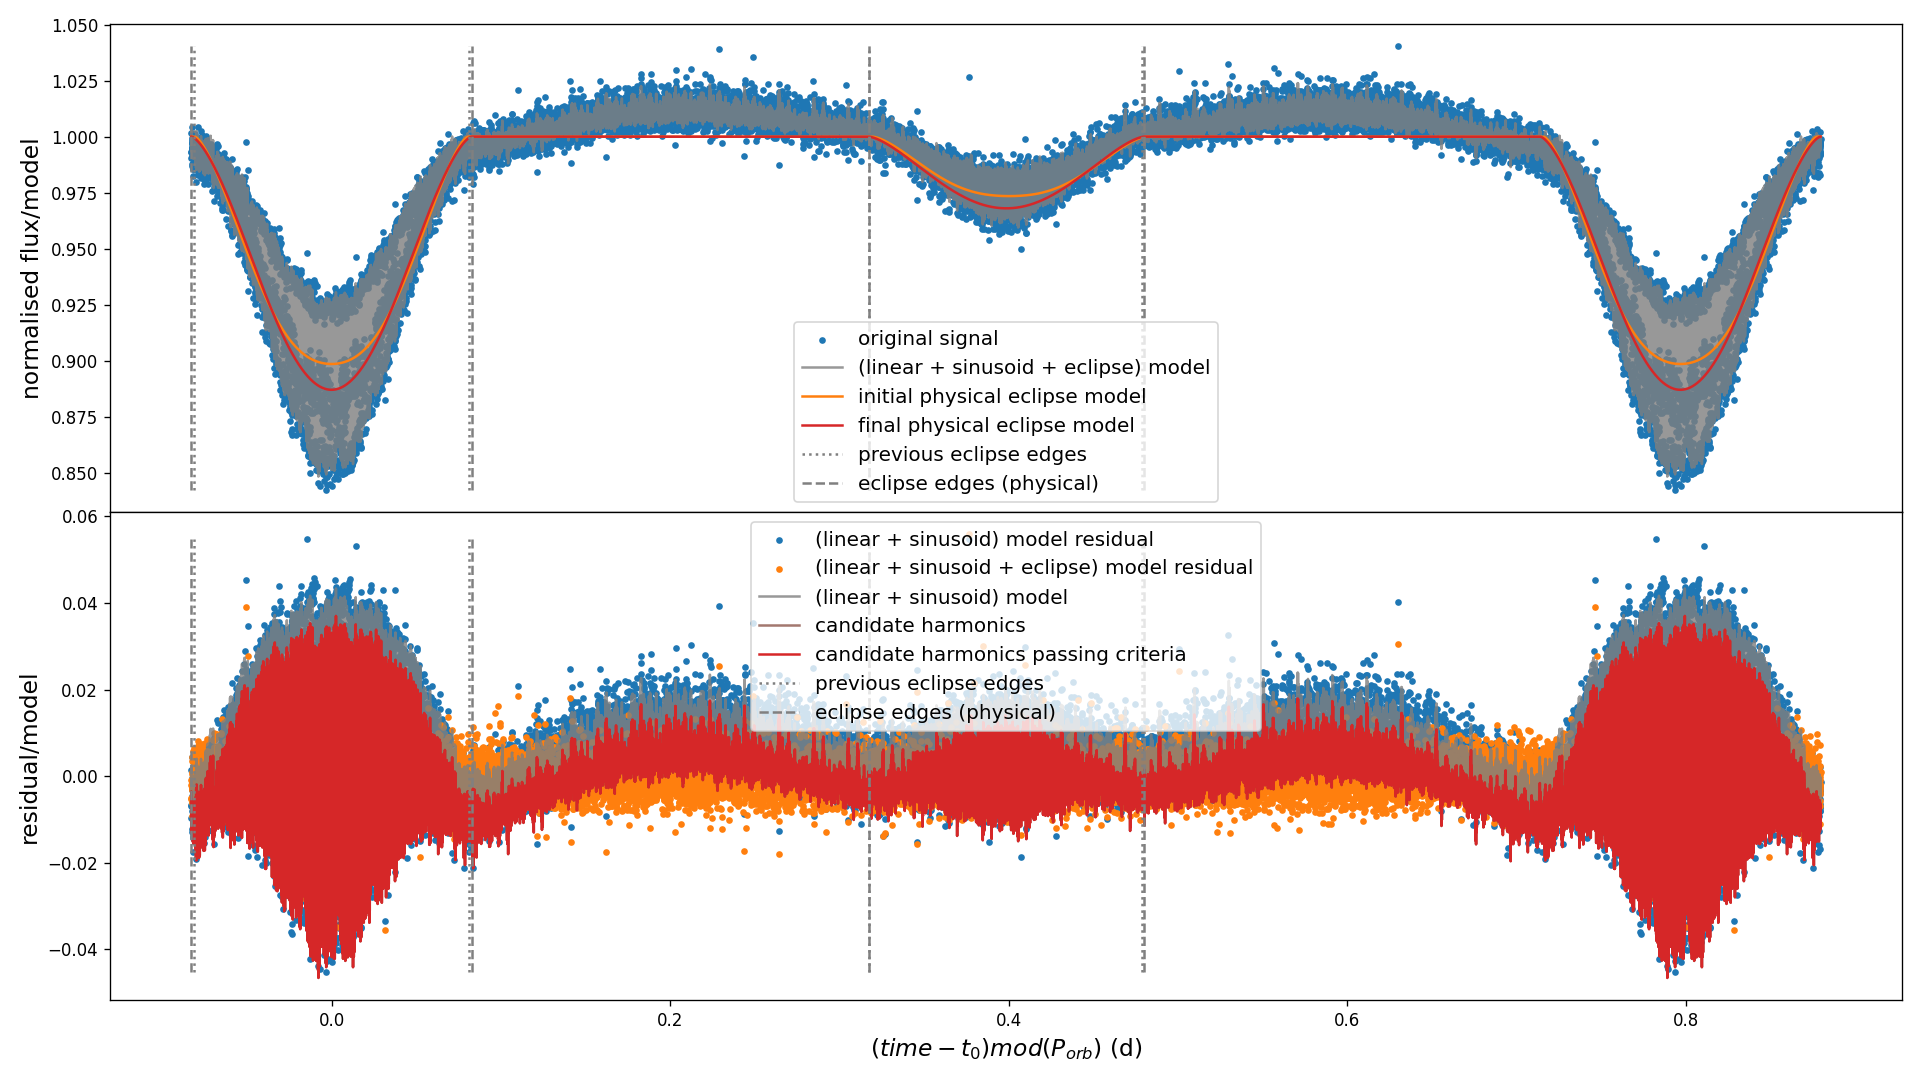 1.050
1.025
1.000
0.975
0.950
0.925
0.900
0.875
0.850
normalised flux/model
original signal
(linear + sinusoid + eclipse) model
initial physical eclipse model
final physical eclipse model
previous eclipse edges
eclipse edges (physical)
0.06
0.04
0.02
0.00
−0.02
−0.04
residual/model
(linear + sinusoid) model residual
(linear + sinusoid + eclipse) model residual
(linear + sinusoid) model
candidate harmonics
candidate harmonics passing criteria
previous eclipse edges
eclipse edges (physical)
0.0 0.2 0.4 0.6 0.8
(time − t₀)mod(P_orb) (d)